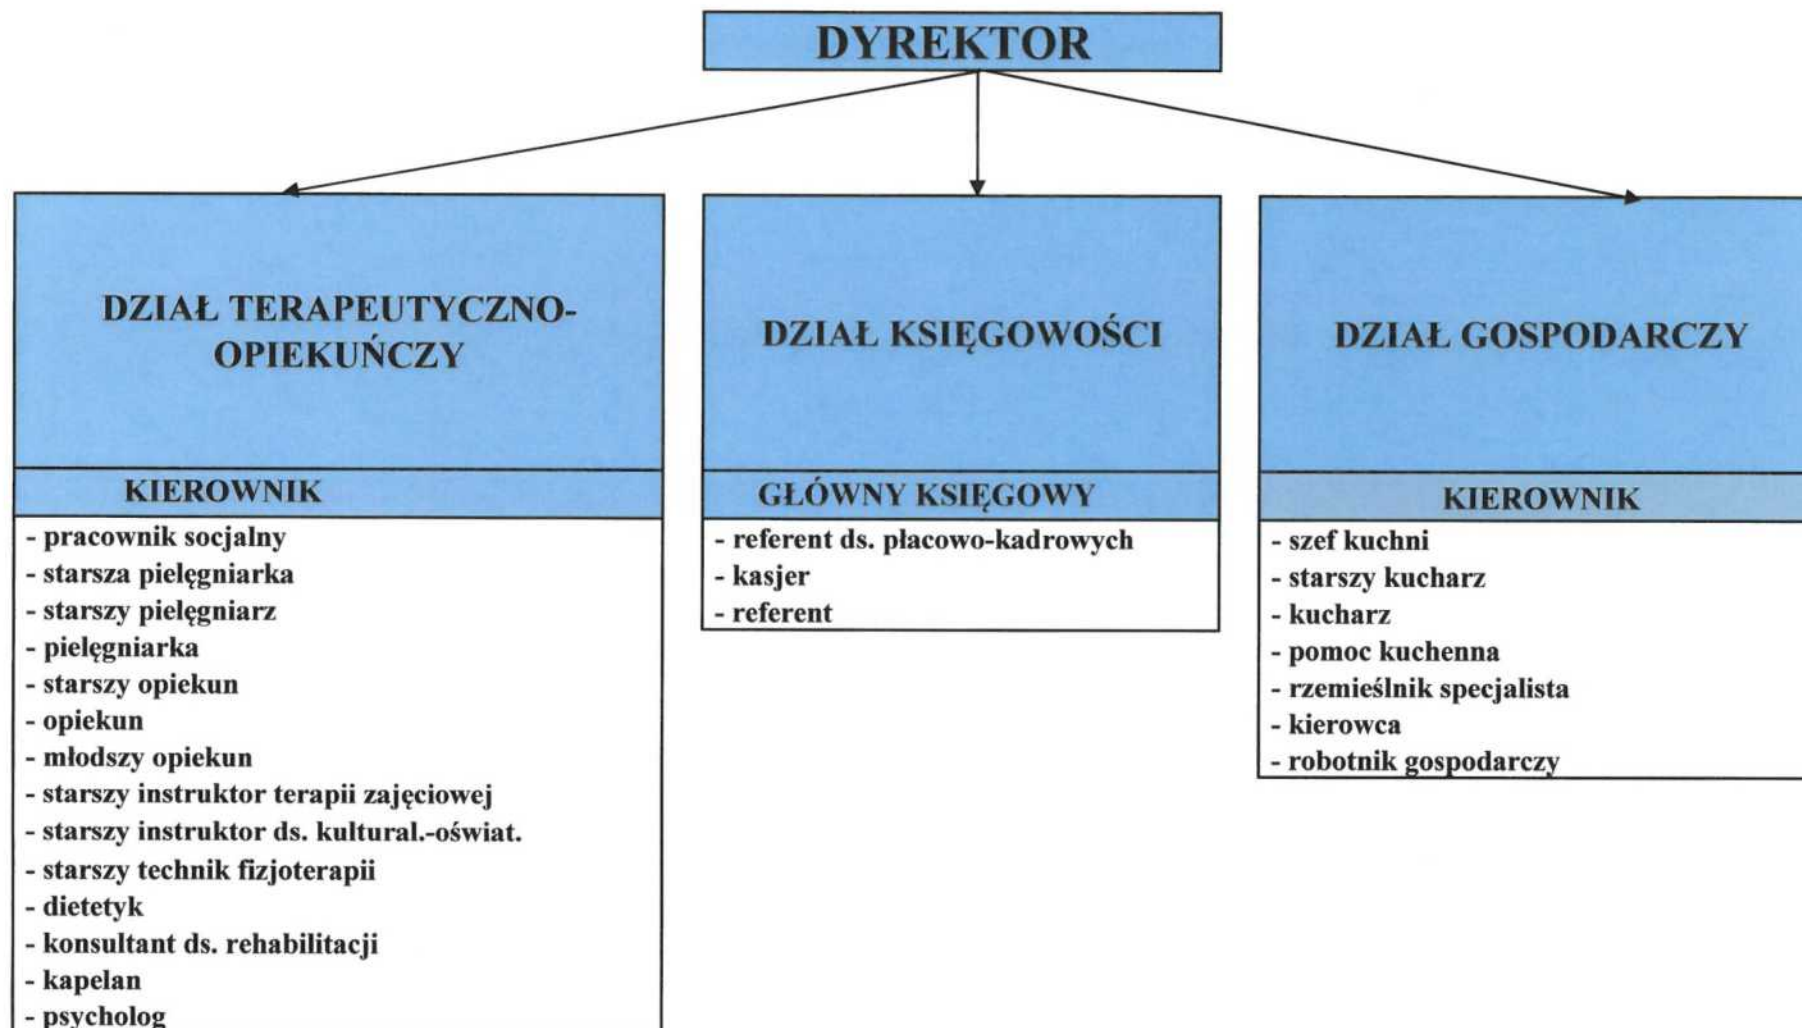 DYREKTOR
DZIAŁ TERAPEUTYCZNO-
OPIEKUŃCZY
KIEROWNIK
- pracownik socjalny
- starsza pielęgniarka
- starszy pielęgniarz
- pielęgniarka
- starszy opiekun
- opiekun
- młodszy opiekun
- starszy instruktor terapii zajęciowej
- starszy instruktor ds. kultural.-oświat.
- starszy technik fizjoterapii
- dietetyk
- konsultant ds. rehabilitacji
- kapelan
- psycholog
DZIAŁ KSIĘGOWOŚCI
GŁÓWNY KSIĘGOWY
- referent ds. płacowo-kadrowych
- kasjer
- referent
DZIAŁ GOSPODARCZY
KIEROWNIK
- szef kuchni
- starszy kucharz
- kucharz
- pomoc kuchenna
- rzemieślnik specjalista
- kierowca
- robotnik gospodarczy